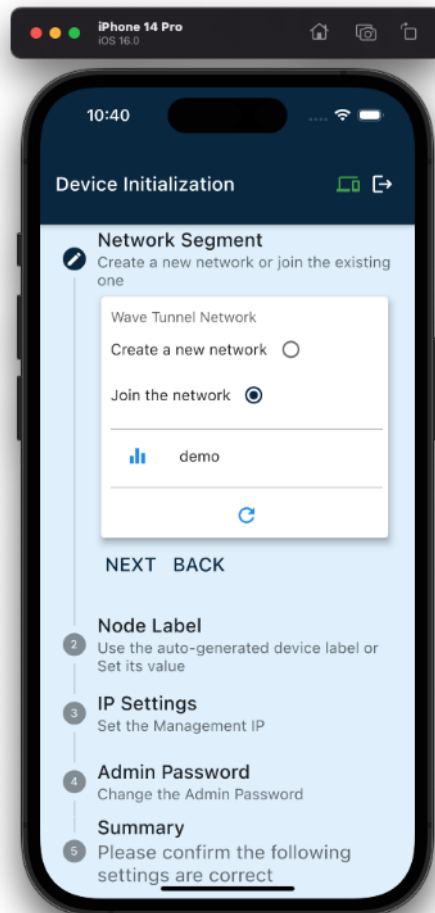 iPhone 14 Pro
iOS 16.0
10:40
Device Initialization
Network Segment
Create a new network or join the existing
one
Wave Tunnel Network
Create a new network
Join the network
demo
NEXT BACK
2
Node Label
Use the auto-generated device label or
Set its value
3
IP Settings
Set the Management IP
4
Admin Password
Change the Admin Password
5
Summary
Please confirm the following
settings are correct